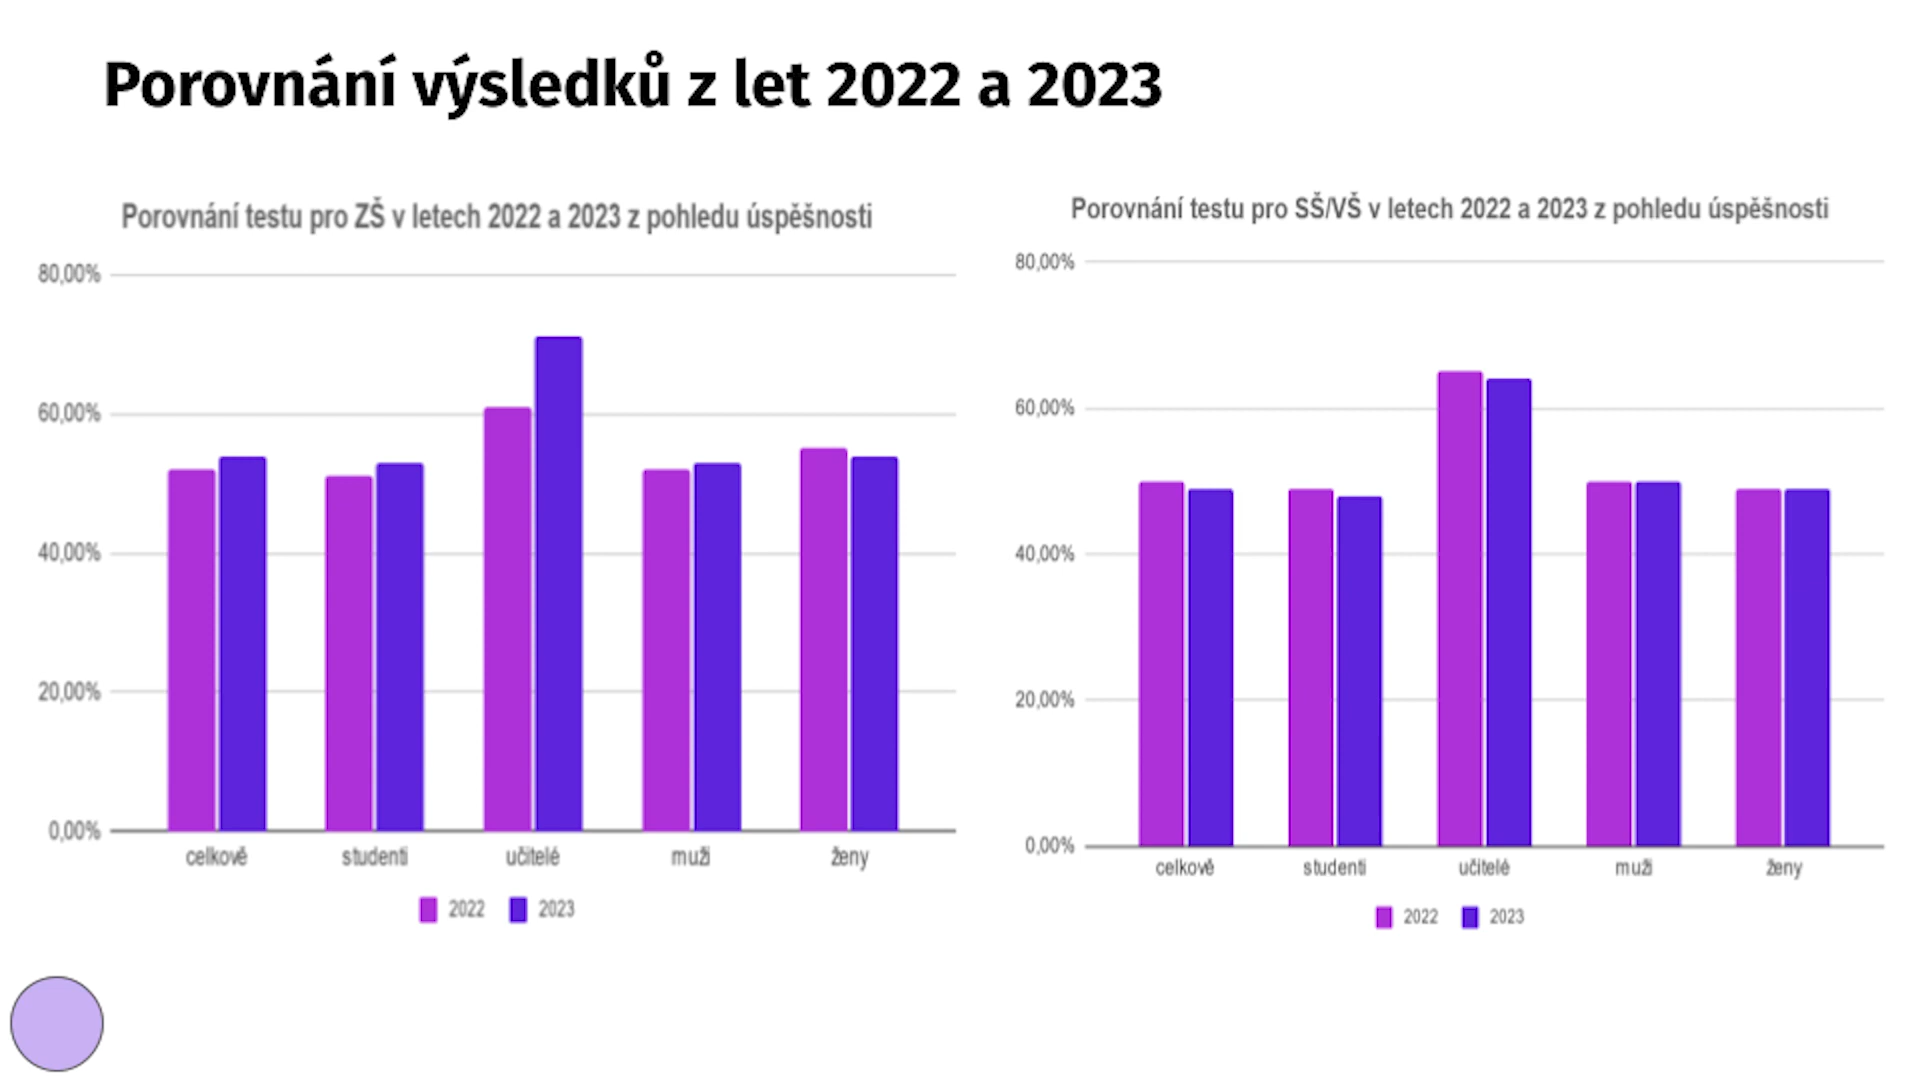 Porovnání výsledků z let 2022 a 2023
Porovnání testu pro ZŠ v letech 2022 a 2023 z pohledu úspěšnosti
80,00%
60,00%
40,00%
20,00%
0,00%
celkově studenti učitelé muži ženy
2022 2023
Porovnání testu pro SŠ/VŠ v letech 2022 a 2023 z pohledu úspěšnosti
80,00%
60,00%
40,00%
20,00%
0,00%
celkově studenti učitelé muži ženy
2022 2023